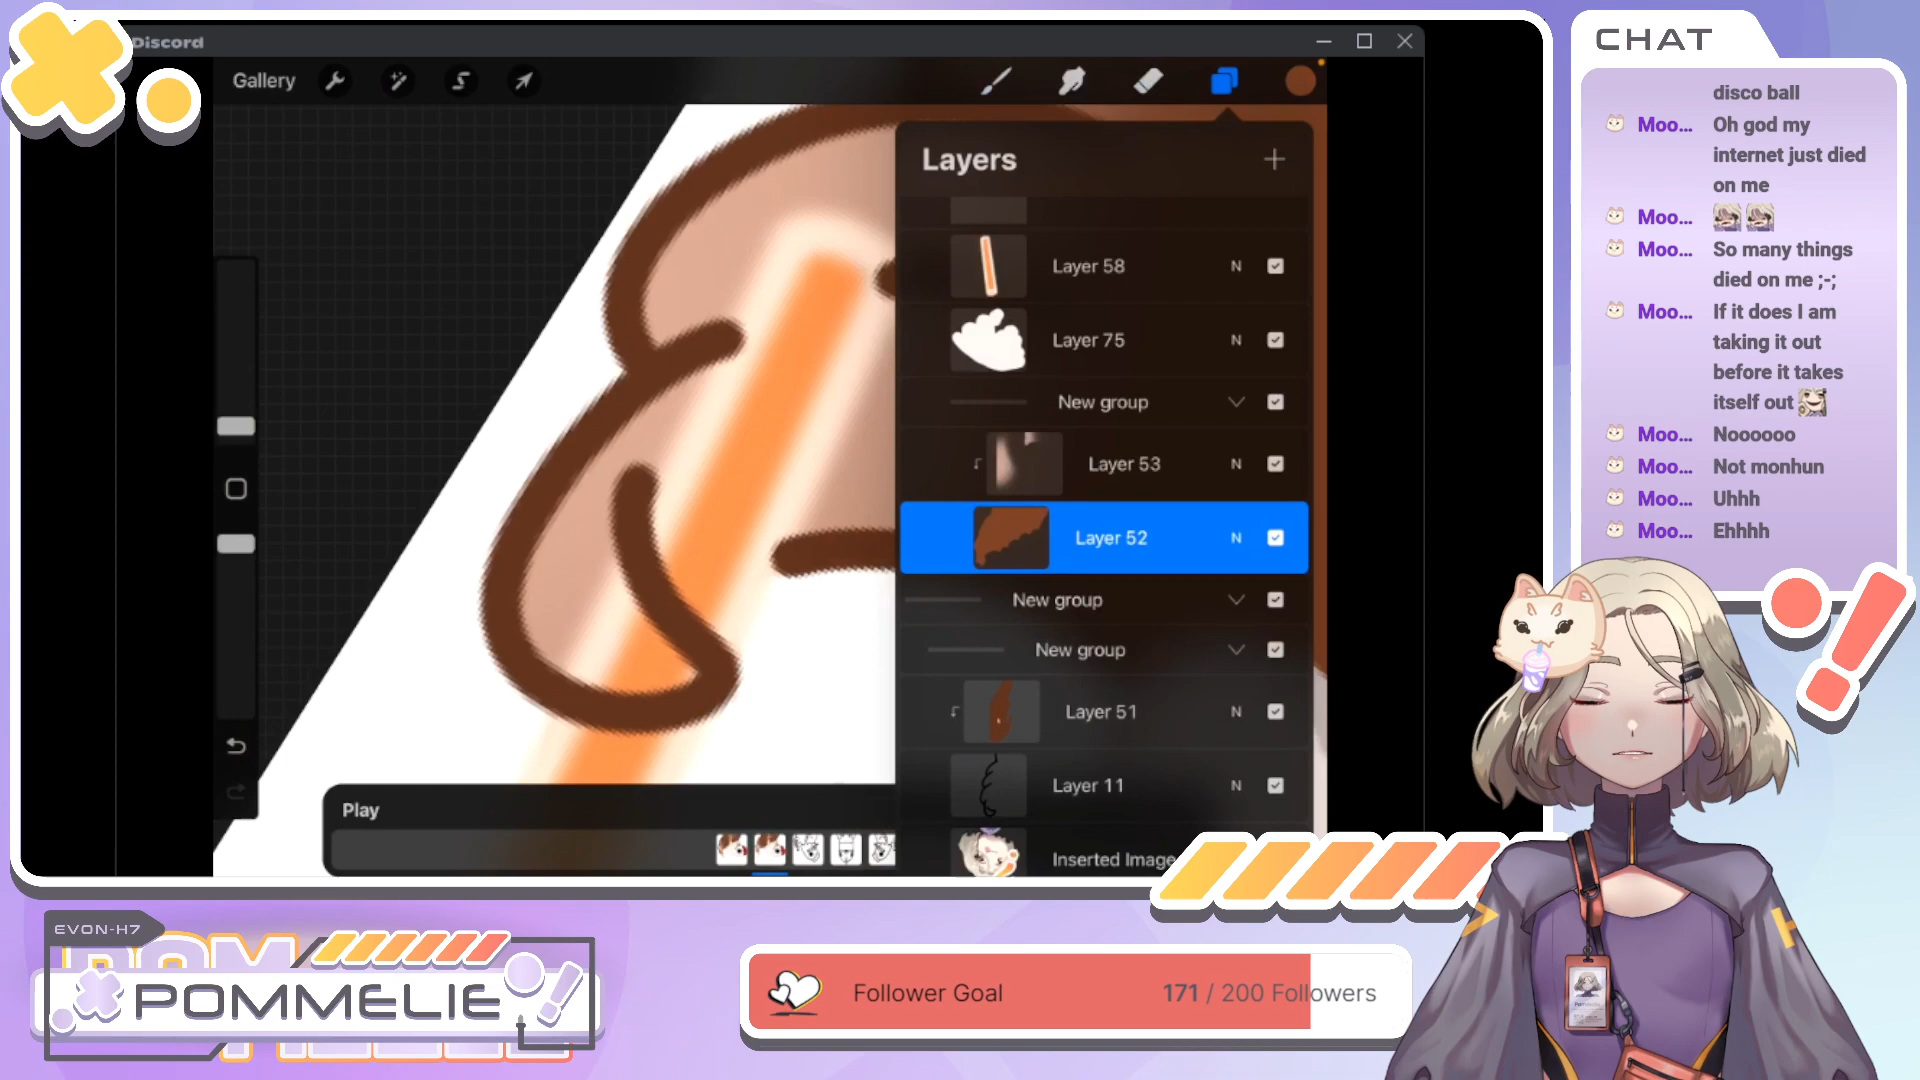 Discord
Gallery
Layers
Layer 58 N
Layer 75 N
New group
Layer 53 N
Layer 52 N
New group
New group
Layer 51 N
Layer 11 N
Inserted Image
Play
CHAT
disco ball
Moo... Oh god my
internet just died
on me
Moo...
Moo... So many things
died on me ;-;
Moo... If it does I am
taking it out
before it takes
itself out
Moo... Noooooo
Moo... Not monhun
Moo... Uhhh
Moo... Ehhhh
EVON-H7
POMMELIE
Follower Goal 171 / 200 Followers